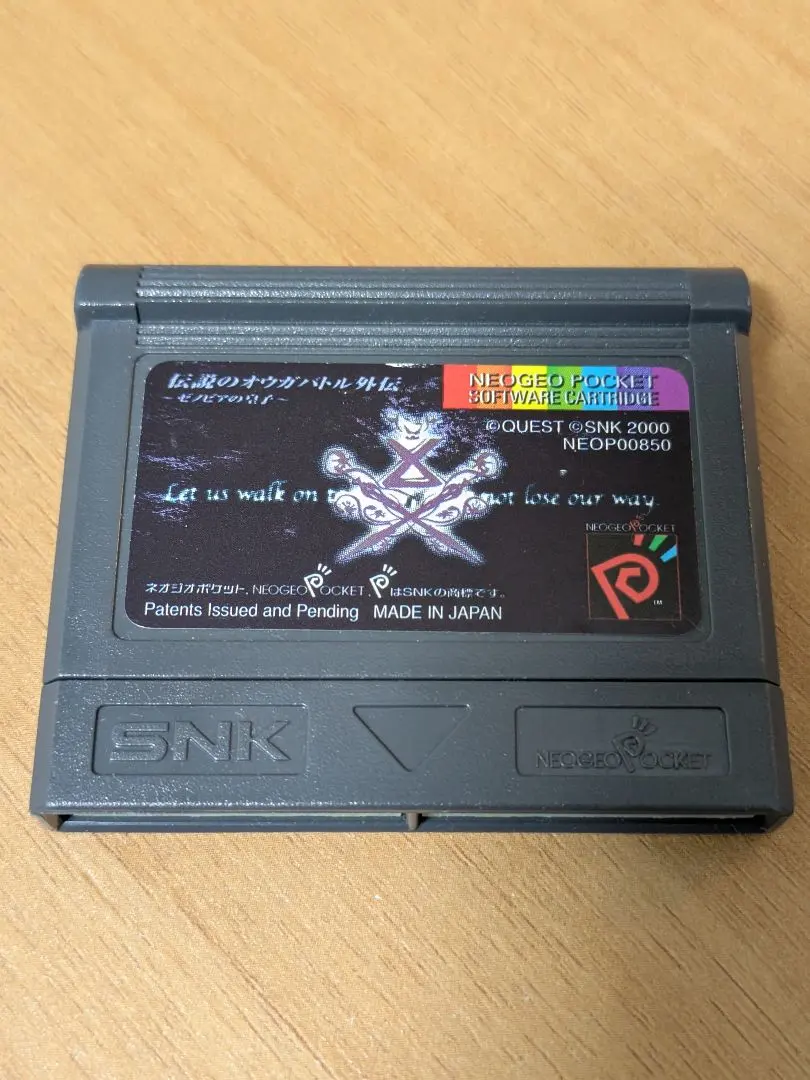 伝説のオウガバトル外伝
~ゼノビアの皇子~
NEOGEO POCKET
SOFTWARE CARTRIDGE
©QUEST ©SNK 2000
NEOP00850
Let us walk on not lose our way.
NEOGEO POCKET
TM
ネオジオポケット, NEOGEO POCKET, PはSNKの商標です。
Patents Issued and Pending MADE IN JAPAN
SNK
NEOGEO POCKET